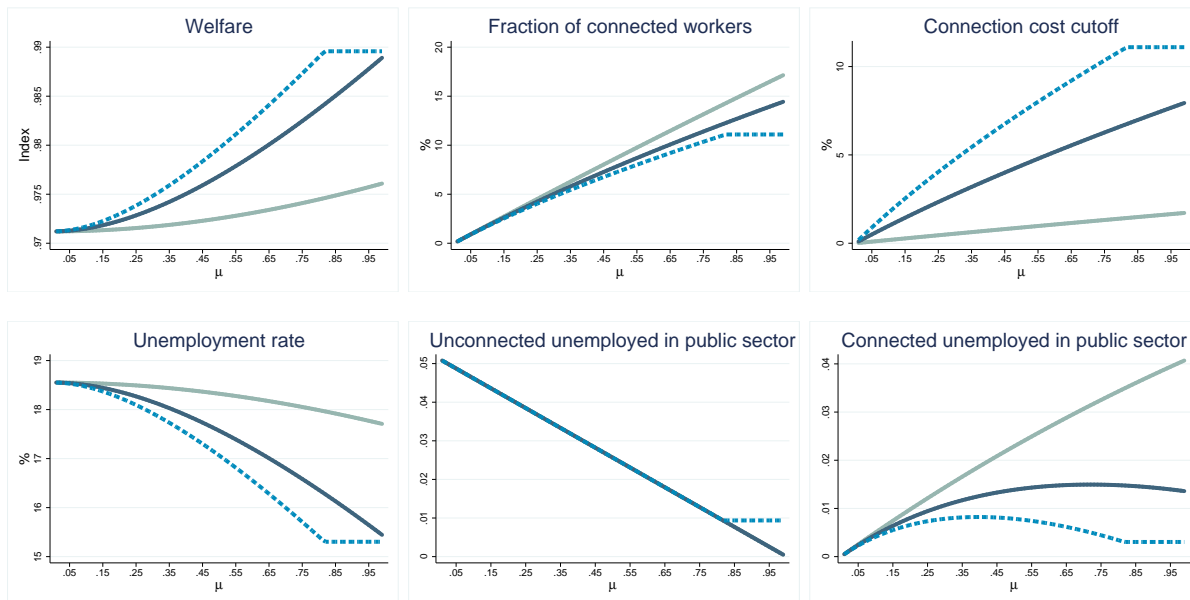 Welfare
Index
.97 .975 .98 .985 .99
.05 .15 .25 .35 .45 .55 .65 .75 .85 .95
μ
Fraction of connected workers
%
0 5 10 15 20
.05 .15 .25 .35 .45 .55 .65 .75 .85 .95
μ
Connection cost cutoff
%
0 5 10
.05 .15 .25 .35 .45 .55 .65 .75 .85 .95
μ
Unemployment rate
%
15 16 17 18 19
.05 .15 .25 .35 .45 .55 .65 .75 .85 .95
μ
Unconnected unemployed in public sector
0 .01 .02 .03 .04 .05
.05 .15 .25 .35 .45 .55 .65 .75 .85 .95
μ
Connected unemployed in public sector
0 .01 .02 .03 .04
.05 .15 .25 .35 .45 .55 .65 .75 .85 .95
μ